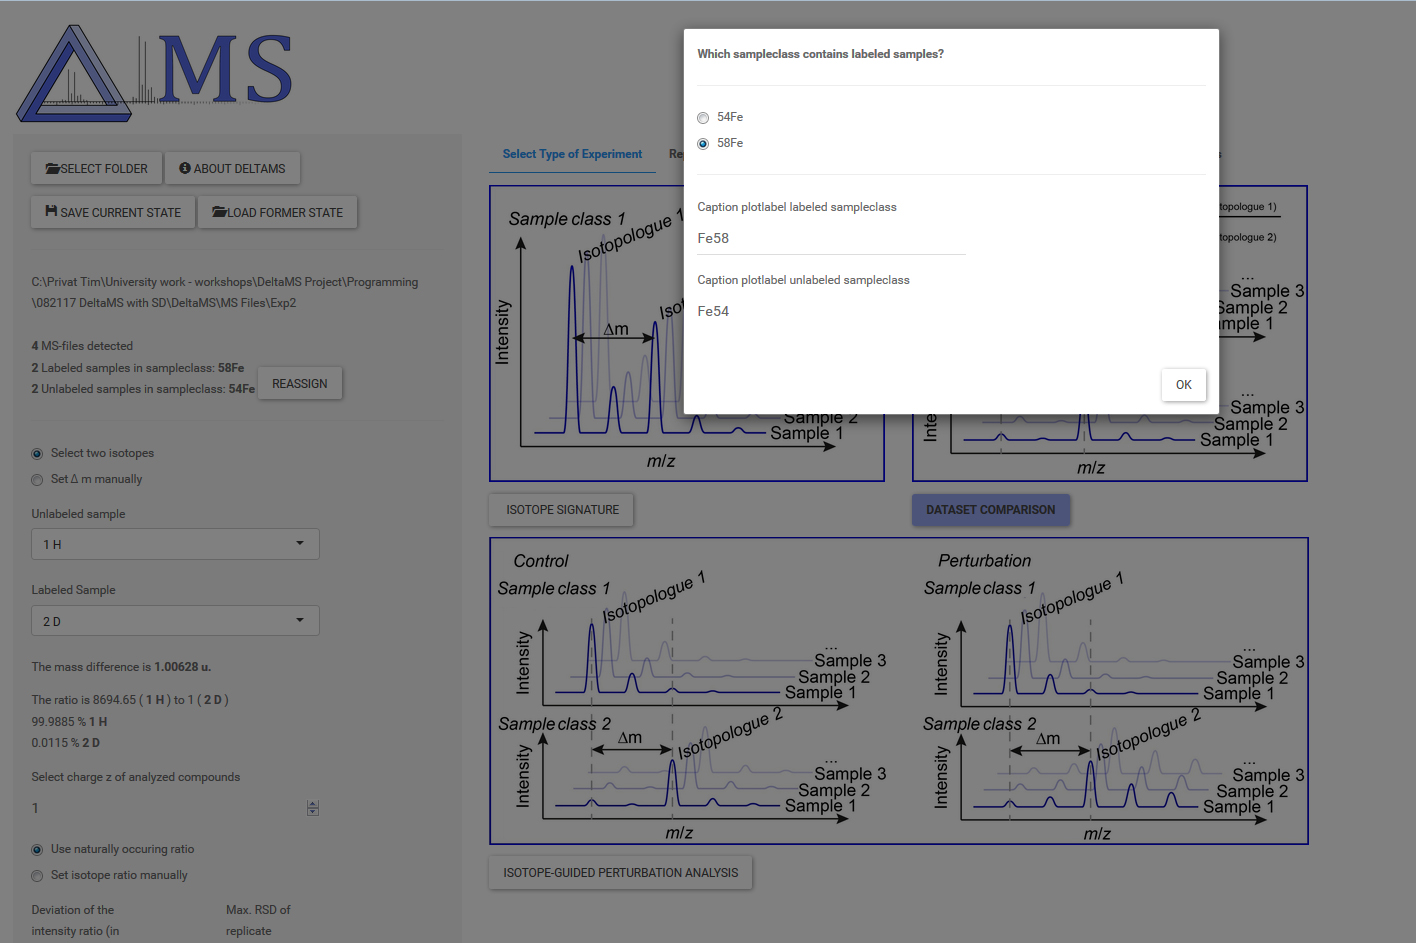 MS
SELECT FOLDER
ABOUT DELTAMS
SAVE CURRENT STATE
LOAD FORMER STATE
C:\Privat Tim\University work - workshops\DeltaMS Project\Programming
\082117 DeltaMS with SD\DeltaMS\MS Files\Exp2
4 MS-files detected
2 Labeled samples in sampleclass: 58Fe
2 Unlabeled samples in sampleclass: 54Fe
REASSIGN
Select two isotopes
Set Δ m manually
Unlabeled sample
1 H
Labeled Sample
2 D
The mass difference is 1.00628 u.
The ratio is 8694.65 ( 1 H ) to 1 ( 2 D )
99.9885 % 1 H
0.0115 % 2 D
Select charge z of analyzed compounds
1
Use naturally occuring ratio
Set isotope ratio manually
Deviation of the
intensity ratio (in
Max. RSD of
replicate
Which sampleclass contains labeled samples?
54Fe
58Fe
Caption plotlabel labeled sampleclass
Fe58
Caption plotlabel unlabeled sampleclass
Fe54
OK
Select Type of Experiment
Sample class 1
Isotopologue 1
Intensity
Δm
Sample 2
Sample 1
m/z
topologue 1)
topologue 2)
...
Sample 3
Sample 2
mple 1
...
Sample 3
Sample 2
Sample 1
m/z
ISOTOPE SIGNATURE
DATASET COMPARISON
Control
Sample class 1
Isotopologue 1
Intensity
...
Sample 3
Sample 2
Sample 1
Sample class 2
Isotopologue 2
Δm
Intensity
...
Sample 3
Sample 2
Sample 1
m/z
Perturbation
Sample class 1
Isotopologue 1
Intensity
...
Sample 3
Sample 2
Sample 1
Sample class 2
Isotopologue 2
Δm
Intensity
...
Sample 3
Sample 2
Sample 1
m/z
ISOTOPE-GUIDED PERTURBATION ANALYSIS